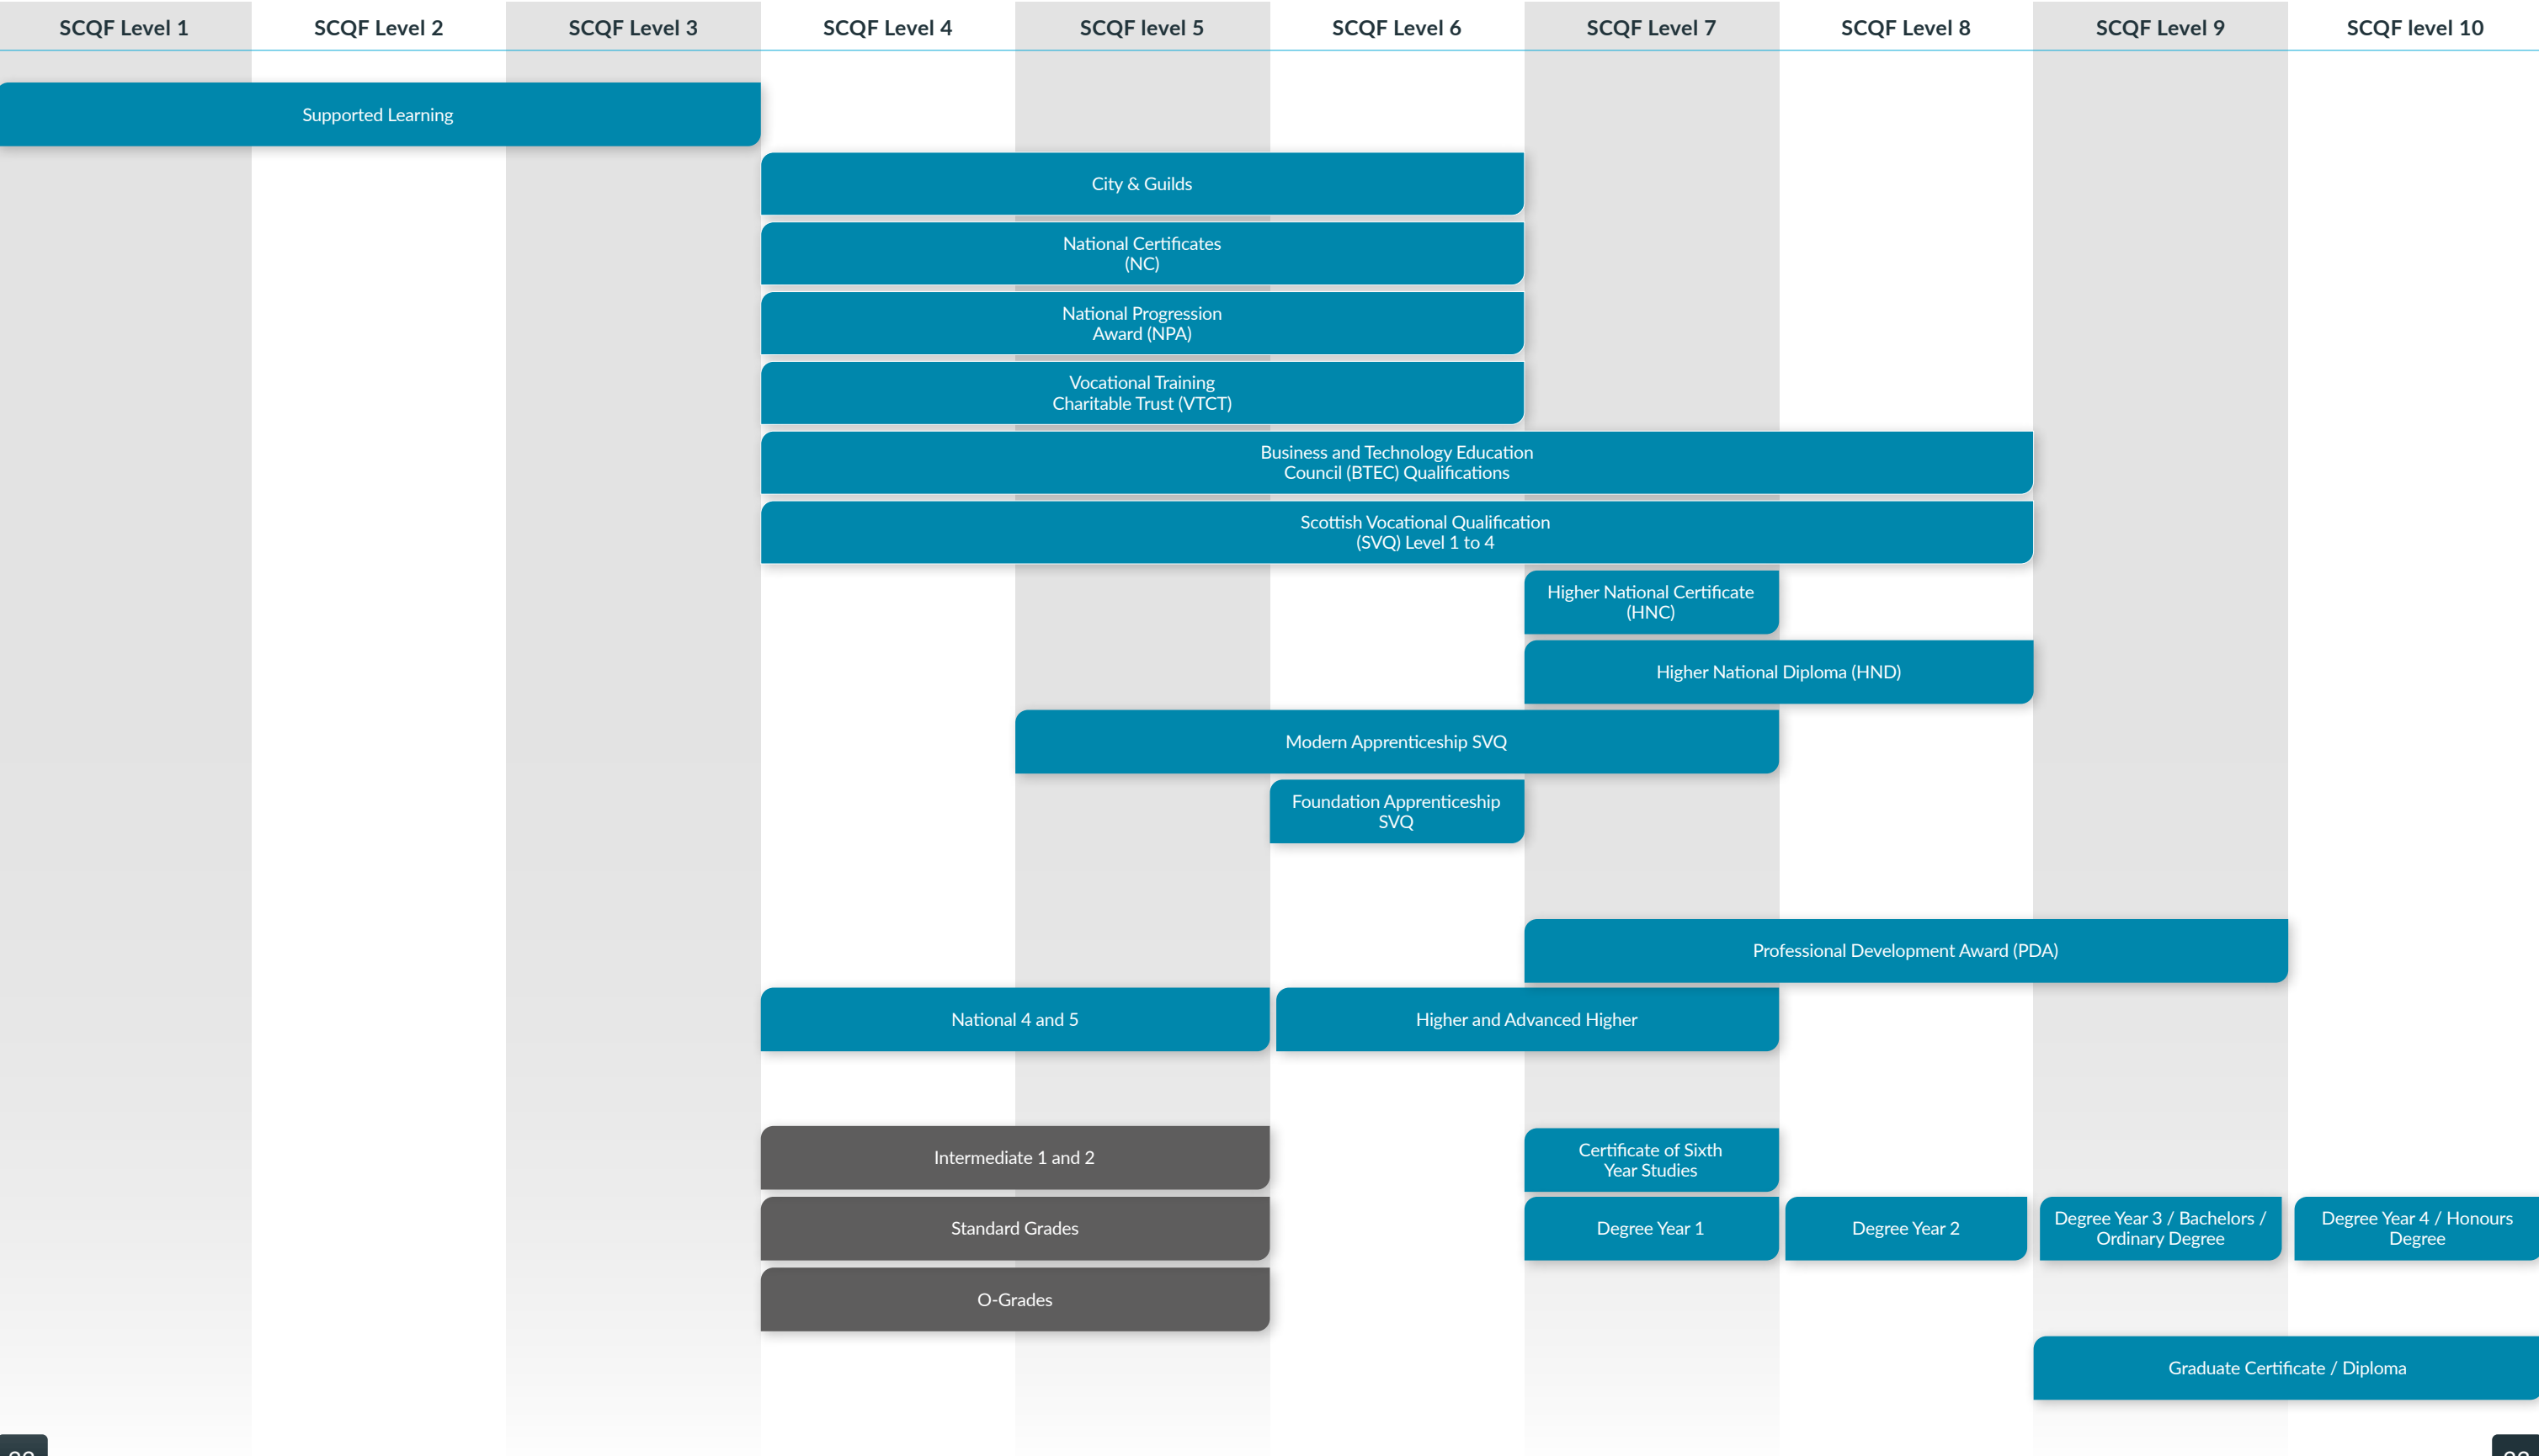 SCQF Level 1
SCQF Level 2
SCQF Level 3
SCQF Level 4
SCQF level 5
SCQF Level 6
SCQF Level 7
SCQF Level 8
SCQF Level 9
SCQF level 10
Supported Learning
City & Guilds
National Certificates
(NC)
National Progression
Award (NPA)
Vocational Training
Charitable Trust (VTCT)
Business and Technology Education
Council (BTEC) Qualifications
Scottish Vocational Qualification
(SVQ) Level 1 to 4
Higher National Certificate
(HNC)
Higher National Diploma (HND)
Modern Apprenticeship SVQ
Foundation Apprenticeship
SVQ
Professional Development Award (PDA)
National 4 and 5
Higher and Advanced Higher
Intermediate 1 and 2
Certificate of Sixth
Year Studies
Standard Grades
Degree Year 1
Degree Year 2
Degree Year 3 / Bachelors /
Ordinary Degree
Degree Year 4 / Honours
Degree
O-Grades
Graduate Certificate / Diploma